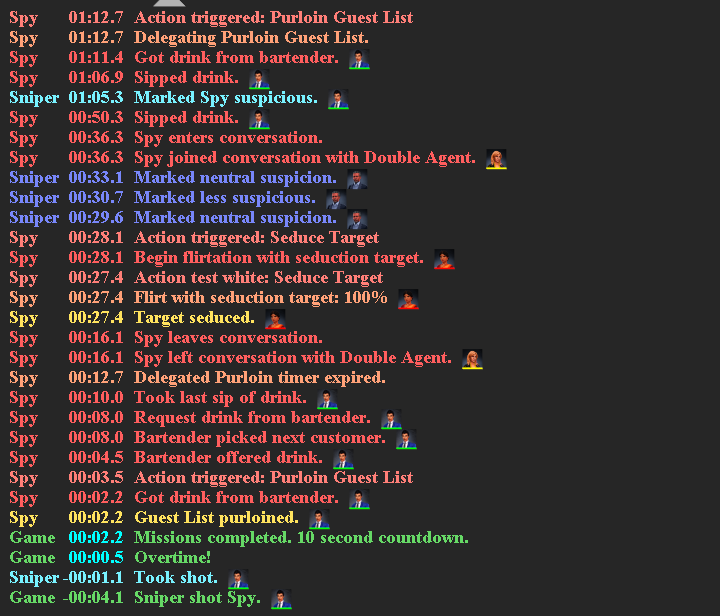 Spy 01:12.7 Action triggered: Purloin Guest List
Spy 01:12.7 Delegating Purloin Guest List.
Spy 01:11.4 Got drink from bartender.
Spy 01:06.9 Sipped drink.
Sniper 01:05.3 Marked Spy suspicious.
Spy 00:50.3 Sipped drink.
Spy 00:36.3 Spy enters conversation.
Spy 00:36.3 Spy joined conversation with Double Agent.
Sniper 00:33.1 Marked neutral suspicion.
Sniper 00:30.7 Marked less suspicious.
Sniper 00:29.6 Marked neutral suspicion.
Spy 00:28.1 Action triggered: Seduce Target
Spy 00:28.1 Begin flirtation with seduction target.
Spy 00:27.4 Action test white: Seduce Target
Spy 00:27.4 Flirt with seduction target: 100%
Spy 00:27.4 Target seduced.
Spy 00:16.1 Spy leaves conversation.
Spy 00:16.1 Spy left conversation with Double Agent.
Spy 00:12.7 Delegated Purloin timer expired.
Spy 00:10.0 Took last sip of drink.
Spy 00:08.0 Request drink from bartender.
Spy 00:08.0 Bartender picked next customer.
Spy 00:04.5 Bartender offered drink.
Spy 00:03.5 Action triggered: Purloin Guest List
Spy 00:02.2 Got drink from bartender.
Spy 00:02.2 Guest List purloined.
Game 00:02.2 Missions completed. 10 second countdown.
Game 00:00.5 Overtime!
Sniper -00:01.1 Took shot.
Game -00:04.1 Sniper shot Spy.